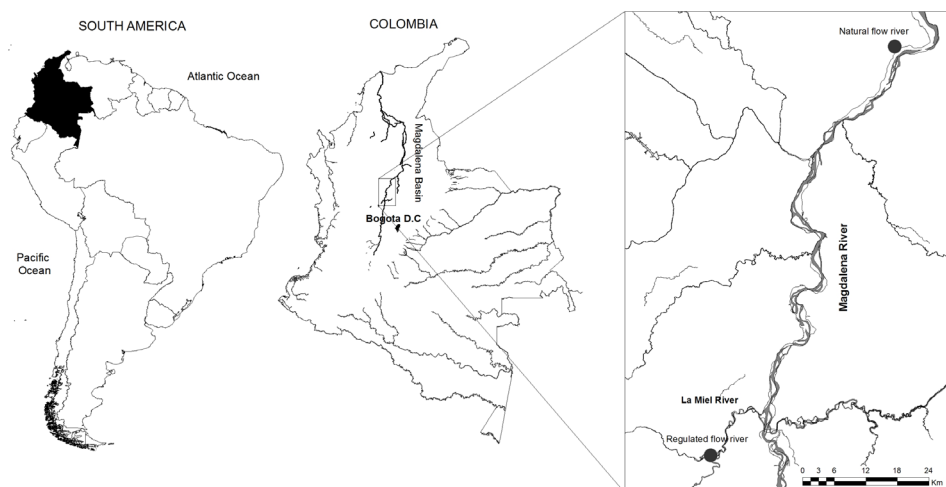 SOUTH AMERICA
Atlantic Ocean
Pacific
Ocean
COLOMBIA
Magdalena Basin
Bogota D.C
Natural flow river
Magdalena River
La Miel River
Regulated flow river
0 3 6 12 18 24
Km